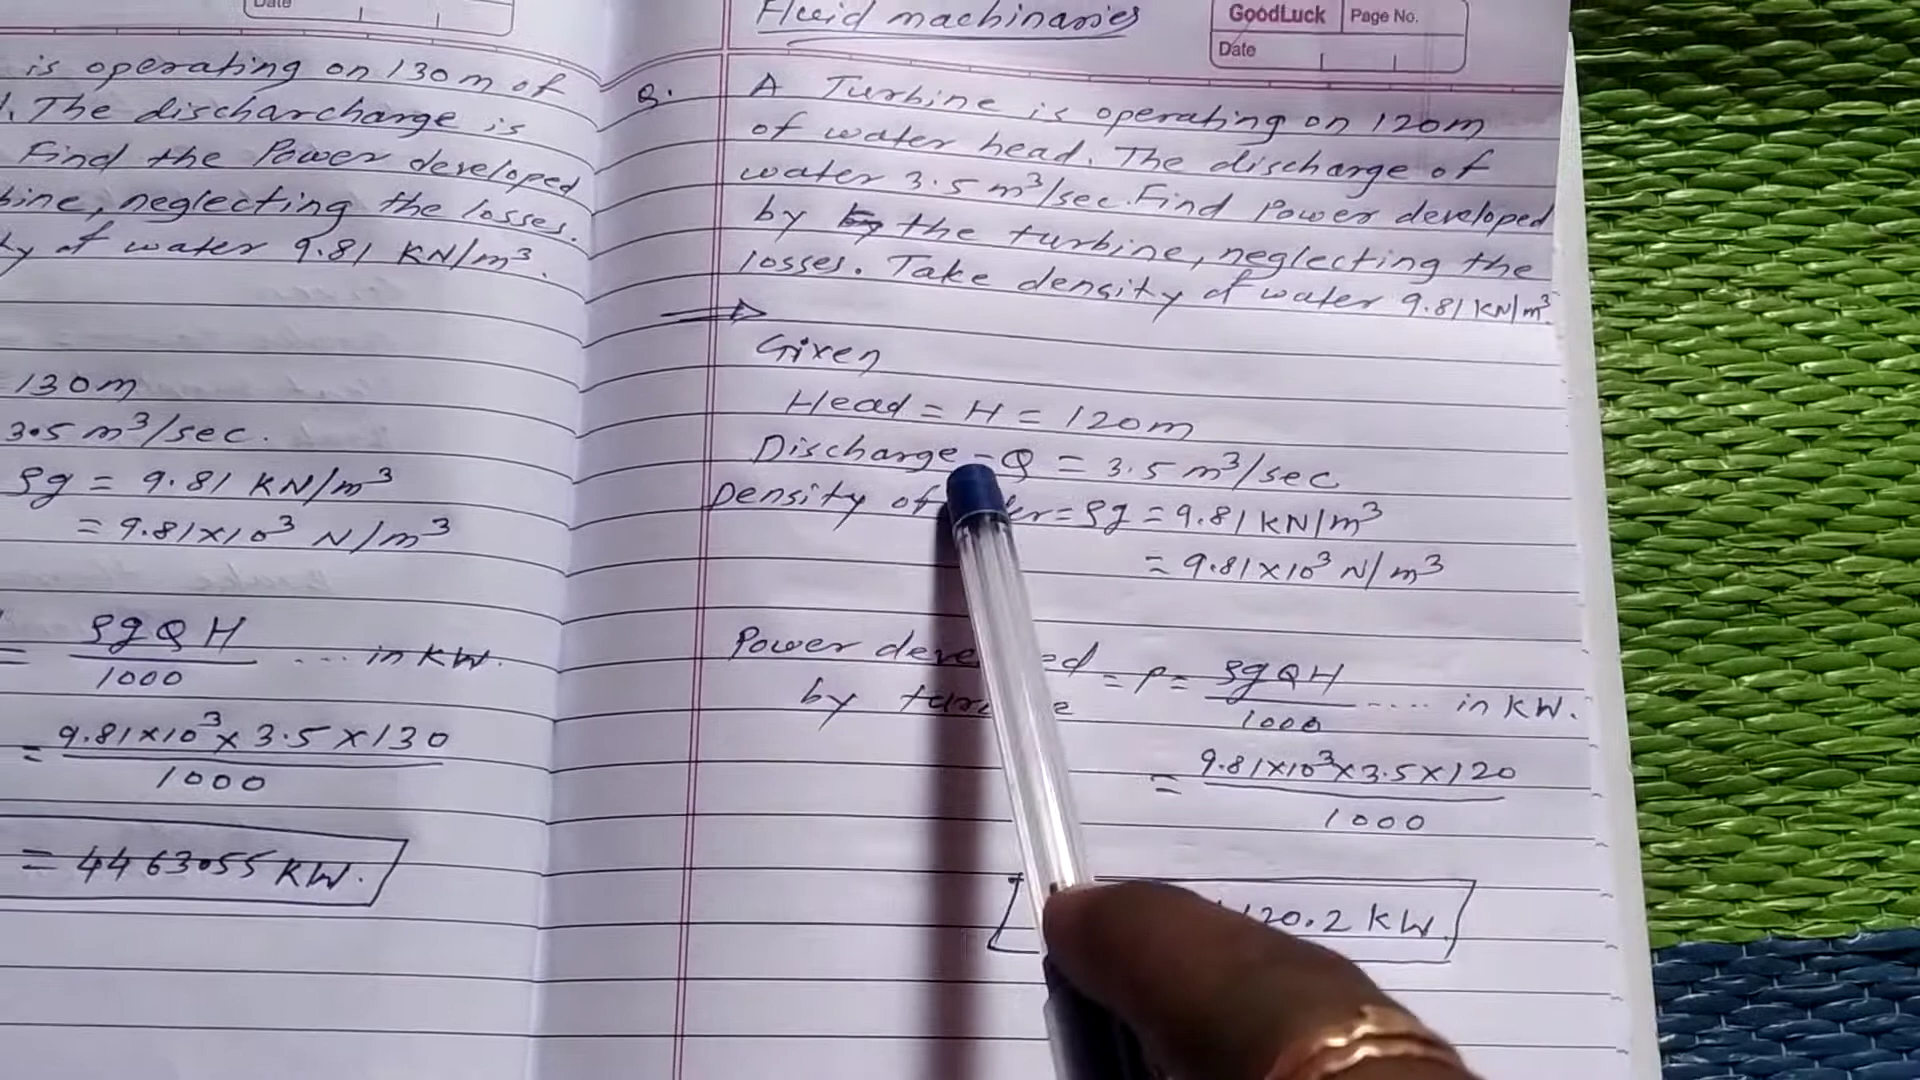 Date
is operating on 130m of
The discharcharge is
Find the Power developed
neglecting the losses.
of water 9.81 KN/m³.
130m
3.5 m³/sec.
ρg = 9.81 KN/m³
= 9.81×10³ N/m³
= ρgQH / 1000 .... in KW.
= 9.81×10³×3.5×130 / 1000
= 4463.55 KW.
Fluid machinaries
GoodLuck Page No.
Date
Q. A Turbine is operating on 120m
of water head. The discharge of
water 3.5 m³/sec. Find Power developed
by the turbine, neglecting the
losses. Take density of water 9.81 KN/m³
Given
Head = H = 120m
Discharge = Q = 3.5 m³/sec
Density of = ρg = 9.81 KN/m³
= 9.81×10³ N/m³
Power = P = ρgQH / 1000 .... in KW.
by
= 9.81×10³×3.5×120 / 1000
120.2 KW.